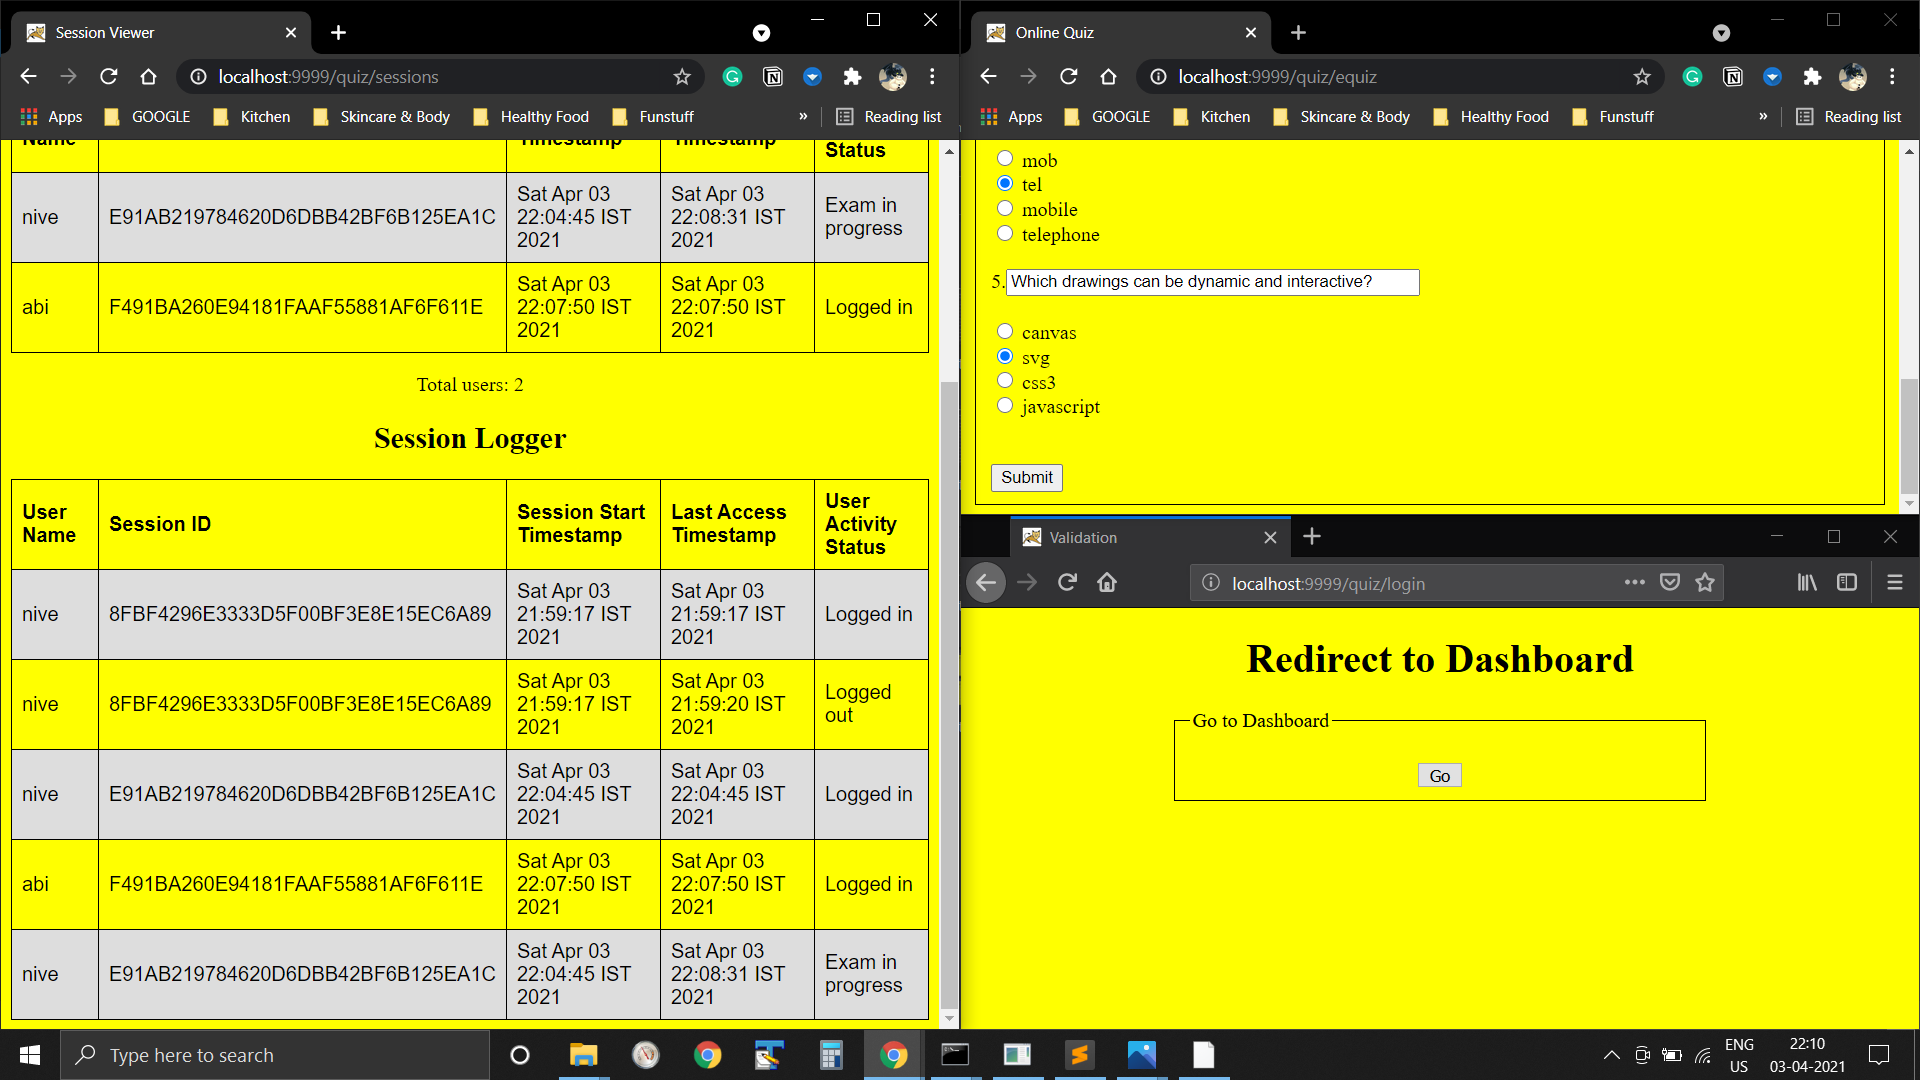 Session Viewer
localhost:9999/quiz/sessions
Apps GOOGLE Kitchen Skincare & Body Healthy Food Funstuff » Reading list
Name Timestamp Timestamp Status
nive E91AB219784620D6DBB42BF6B125EA1C Sat Apr 03 22:04:45 IST 2021 Sat Apr 03 22:08:31 IST 2021 Exam in progress
abi F491BA260E94181FAAF55881AF6F611E Sat Apr 03 22:07:50 IST 2021 Sat Apr 03 22:07:50 IST 2021 Logged in
Total users: 2
Session Logger
User Name Session ID Session Start Timestamp Last Access Timestamp User Activity Status
nive 8FBF4296E3333D5F00BF3E8E15EC6A89 Sat Apr 03 21:59:17 IST 2021 Sat Apr 03 21:59:17 IST 2021 Logged in
nive 8FBF4296E3333D5F00BF3E8E15EC6A89 Sat Apr 03 21:59:17 IST 2021 Sat Apr 03 21:59:20 IST 2021 Logged out
nive E91AB219784620D6DBB42BF6B125EA1C Sat Apr 03 22:04:45 IST 2021 Sat Apr 03 22:04:45 IST 2021 Logged in
abi F491BA260E94181FAAF55881AF6F611E Sat Apr 03 22:07:50 IST 2021 Sat Apr 03 22:07:50 IST 2021 Logged in
nive E91AB219784620D6DBB42BF6B125EA1C Sat Apr 03 22:04:45 IST 2021 Sat Apr 03 22:08:31 IST 2021 Exam in progress
Online Quiz
localhost:9999/quiz/equiz
Apps GOOGLE Kitchen Skincare & Body Healthy Food Funstuff » Reading list
mob
tel
mobile
telephone
5. Which drawings can be dynamic and interactive?
canvas
svg
css3
javascript
Submit
Validation
localhost:9999/quiz/login
Redirect to Dashboard
Go to Dashboard
Go
Type here to search
ENG US
22:10
03-04-2021